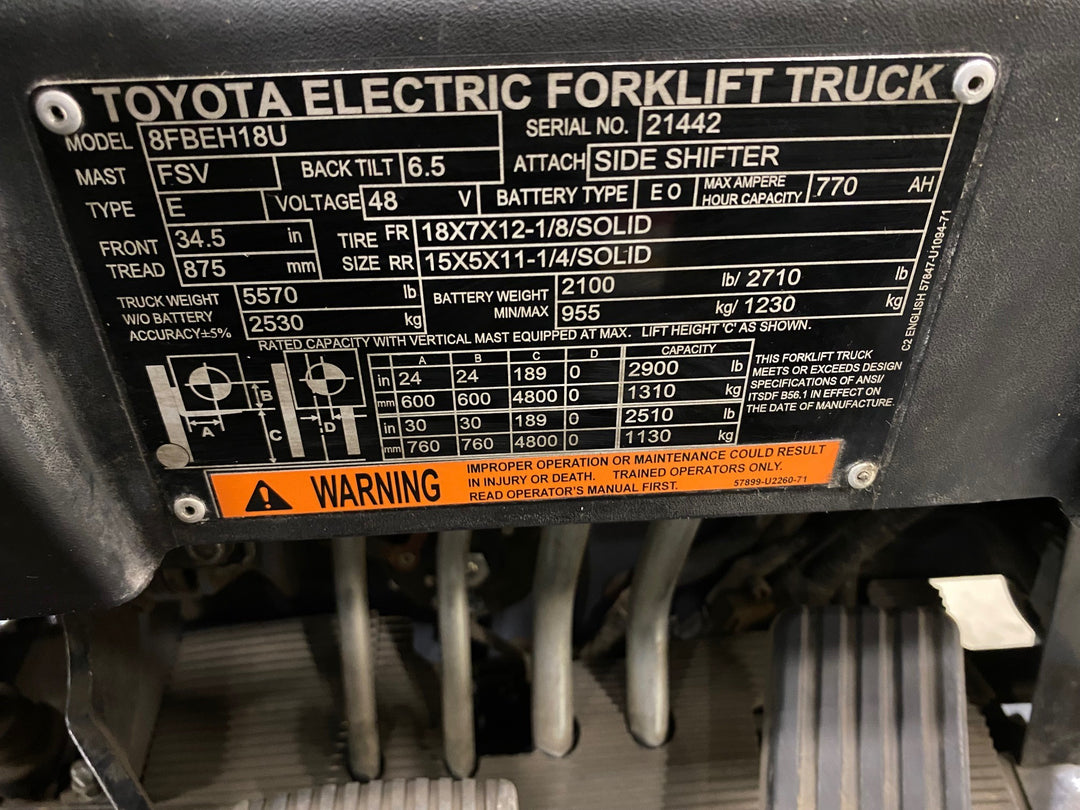 TOYOTA ELECTRIC FORKLIFT TRUCK
MODEL 8FBEH18U SERIAL NO. 21442
MAST FSV BACK TILT 6.5 ATTACH SIDE SHIFTER
TYPE E VOLTAGE 48 V BATTERY TYPE E O MAX AMPERE HOUR CAPACITY 770 AH
FRONT TREAD 34.5 in TIRE SIZE FR 18X7X12-1/8/SOLID
875 mm RR 15X5X11-1/4/SOLID
TRUCK WEIGHT W/O BATTERY ACCURACY±5% 5570 lb BATTERY WEIGHT MIN/MAX 2100 lb/ 2710 lb
2530 kg 955 kg/ 1230 kg
RATED CAPACITY WITH VERTICAL MAST EQUIPPED AT MAX. LIFT HEIGHT 'C' AS SHOWN.
A B C D CAPACITY
in 24 24 189 0 2900 lb
mm 600 600 4800 0 1310 kg
in 30 30 189 0 2510 lb
mm 760 760 4800 0 1130 kg
A B C D
THIS FORKLIFT TRUCK
MEETS OR EXCEEDS DESIGN
SPECIFICATIONS OF ANSI/
ITSDF B56.1 IN EFFECT ON
THE DATE OF MANUFACTURE.
C2 ENGLISH 57847-U1094-71
WARNING
IMPROPER OPERATION OR MAINTENANCE COULD RESULT
IN INJURY OR DEATH. TRAINED OPERATORS ONLY.
READ OPERATOR'S MANUAL FIRST. 57899-U2260-71